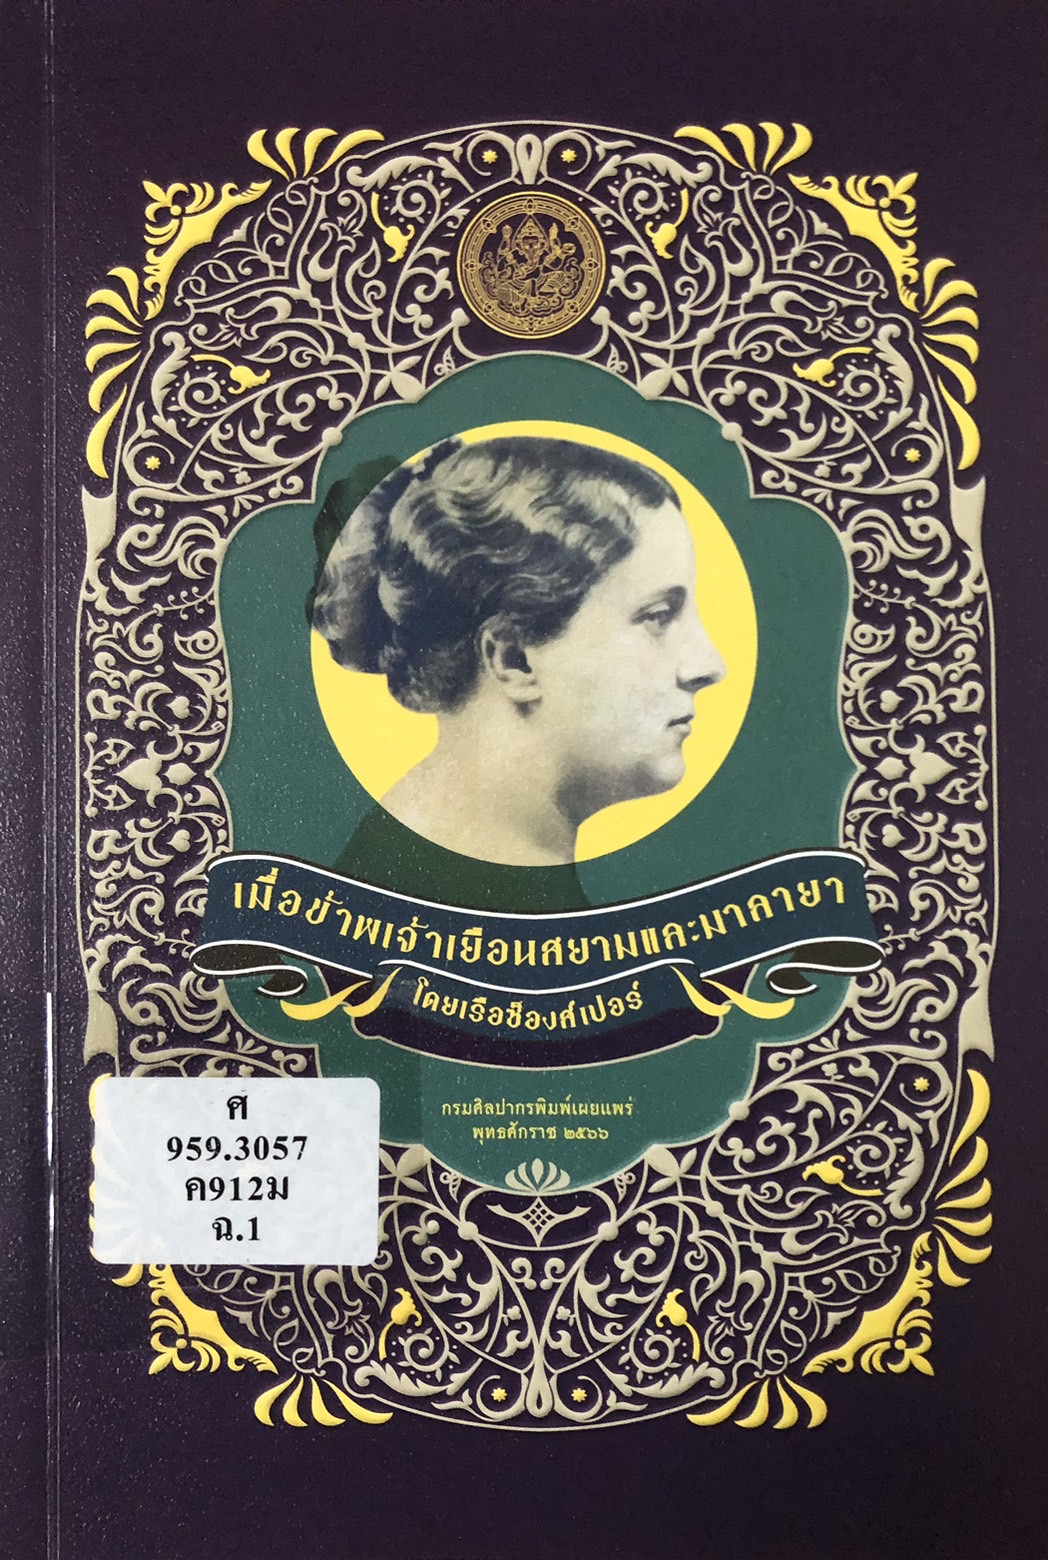 เมื่อข้าพเจ้าเยือนสยามและมาลายา
โดยเรือช็องส์เปอร์
กรมศิลปากรพิมพ์เผยแพร่
พุทธศักราช ๒๕๖๖
ศ
959.3057
ค912ม
ฉ.1